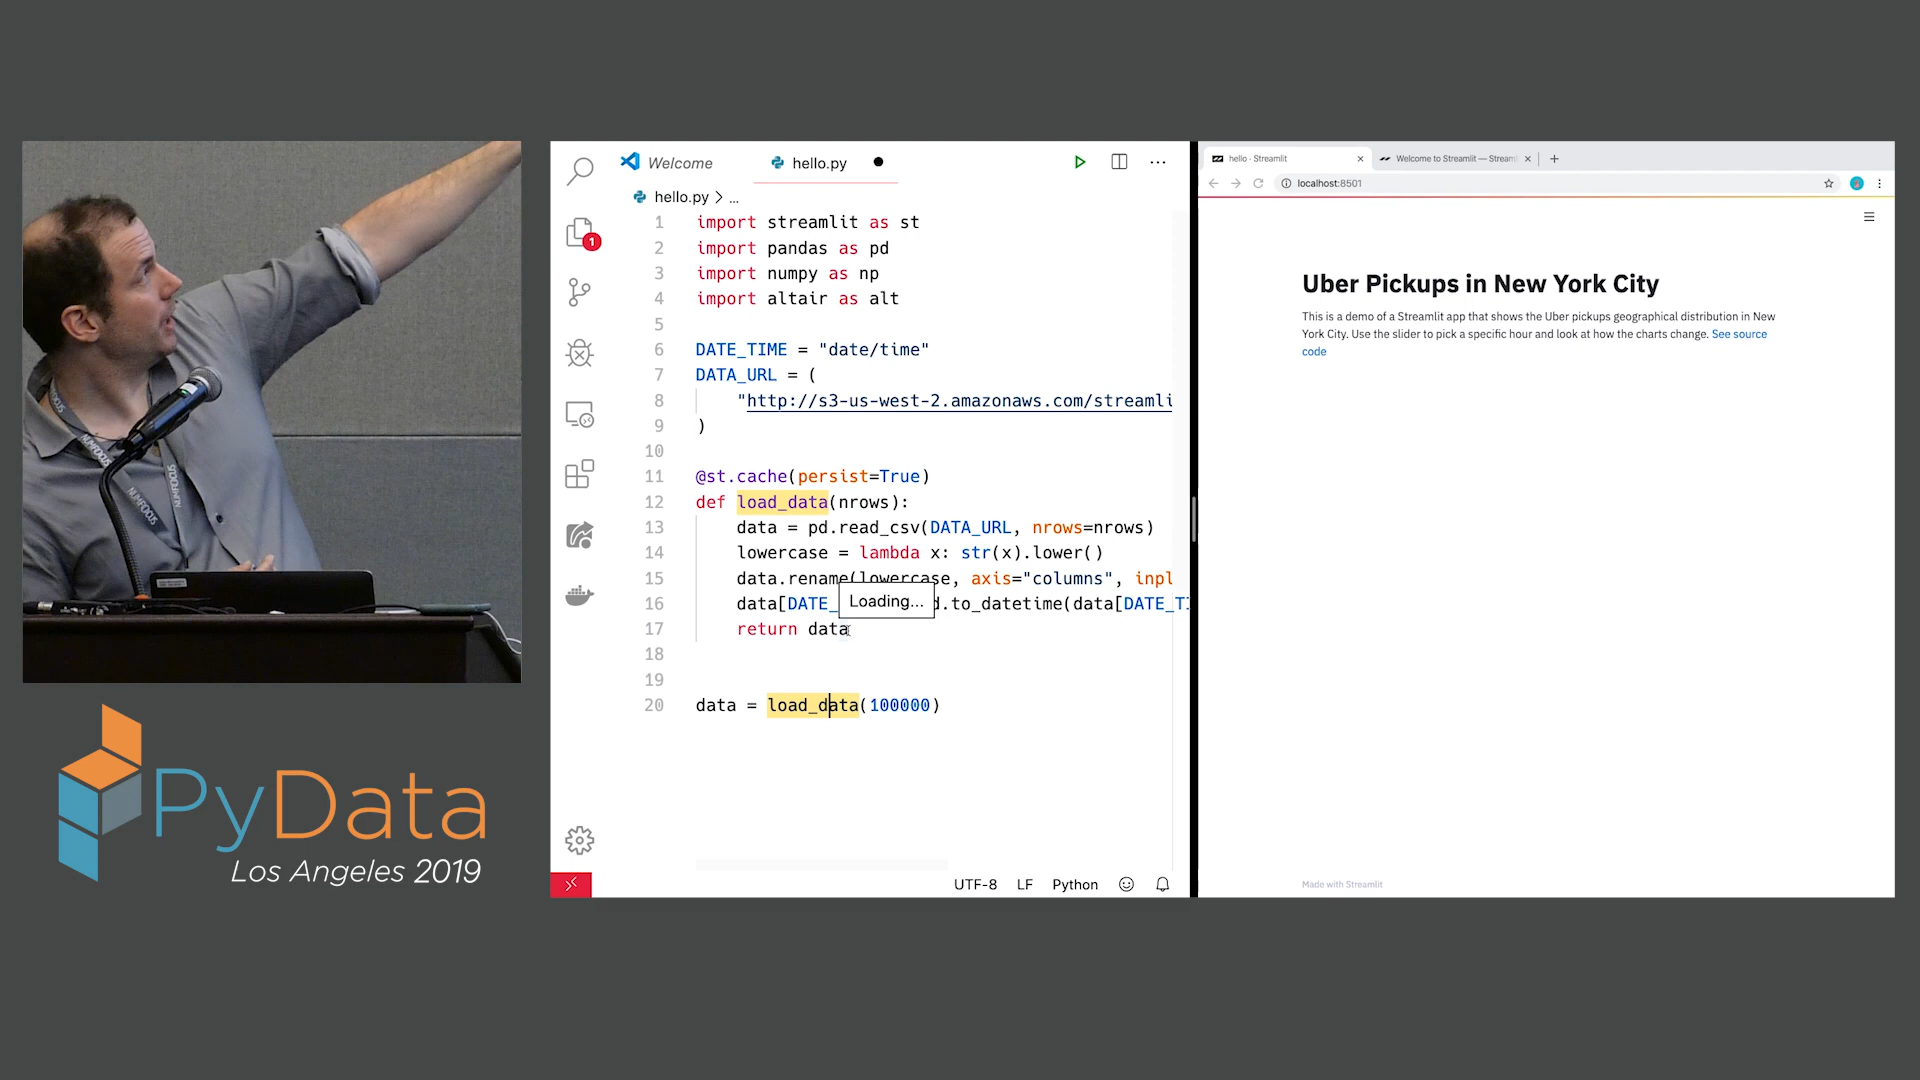 NUMFOCUS
NUMFOCUS
PyData
Los Angeles 2019
Welcome
hello.py
1
hello.py > ...
1 import streamlit as st
2 import pandas as pd
3 import numpy as np
4 import altair as alt
5
6 DATE_TIME = "date/time"
7 DATA_URL = (
8 "http://s3-us-west-2.amazonaws.com/streamli
9 )
10
11 @st.cache(persist=True)
12 def load_data(nrows):
13 data = pd.read_csv(DATA_URL, nrows=nrows)
14 lowercase = lambda x: str(x).lower()
15 data.rename(lowercase, axis="columns", inpl
16 data[DATE_ d.to_datetime(data[DATE_TI
Loading...
17 return data
18
19
20 data = load_data(100000)
UTF-8 LF Python
hello · Streamlit
Welcome to Streamlit — Stream
localhost:8501
Uber Pickups in New York City
This is a demo of a Streamlit app that shows the Uber pickups geographical distribution in New
York City. Use the slider to pick a specific hour and look at how the charts change. See source
code
Made with Streamlit